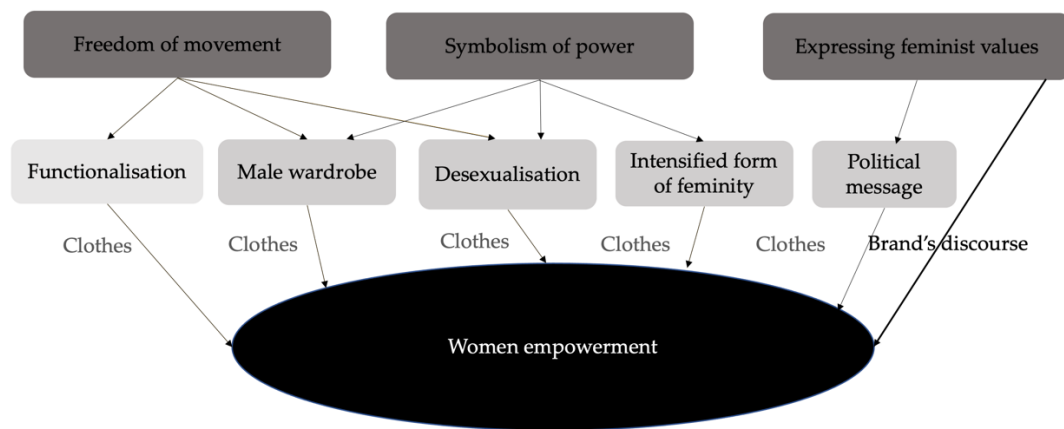 Freedom of movement
Symbolism of power
Expressing feminist values
Functionalisation
Male wardrobe
Desexualisation
Intensified form
of feminity
Political
message
Clothes
Clothes
Clothes
Clothes
Clothes
Brand's discourse
Women empowerment